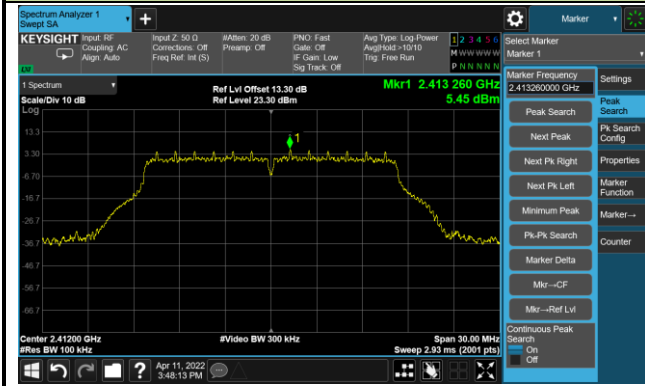 Spectrum Analyzer 1
Swept SA
Marker
KEYSIGHT
Input: RF
Coupling: AC
Align: Auto
Input Z: 50 Ω
Corrections: Off
Freq Ref: Int (S)
#Atten: 20 dB
Preamp: Off
PNO: Fast
Gate: Off
IF Gain: Low
Sig Track: Off
Avg Type: Log-Power
Avg|Hold:>10/10
Trig: Free Run
1 2 3 4 5 6
M W W W W W
P N N N N N
Select Marker
Marker 1
1 Spectrum
Scale/Div 10 dB
Log
Ref Lvl Offset 13.30 dB
Ref Level 23.30 dBm
Mkr1 2.413 260 GHz
5.45 dBm
13.3
3.30
-6.70
-16.7
-26.7
-36.7
-46.7
-56.7
-66.7
1
Center 2.41200 GHz
#Res BW 100 kHz
#Video BW 300 kHz
Span 30.00 MHz
Sweep 2.93 ms (2001 pts)
Marker Frequency
2.413260000 GHz
Peak Search
Next Peak
Next Pk Right
Next Pk Left
Minimum Peak
Pk-Pk Search
Marker Delta
Mkr→CF
Mkr→Ref Lvl
Continuous Peak
Search
On
Off
Settings
Peak
Search
Pk Search
Config
Properties
Marker
Function
Marker→
Counter
Apr 11, 2022
3:48:13 PM